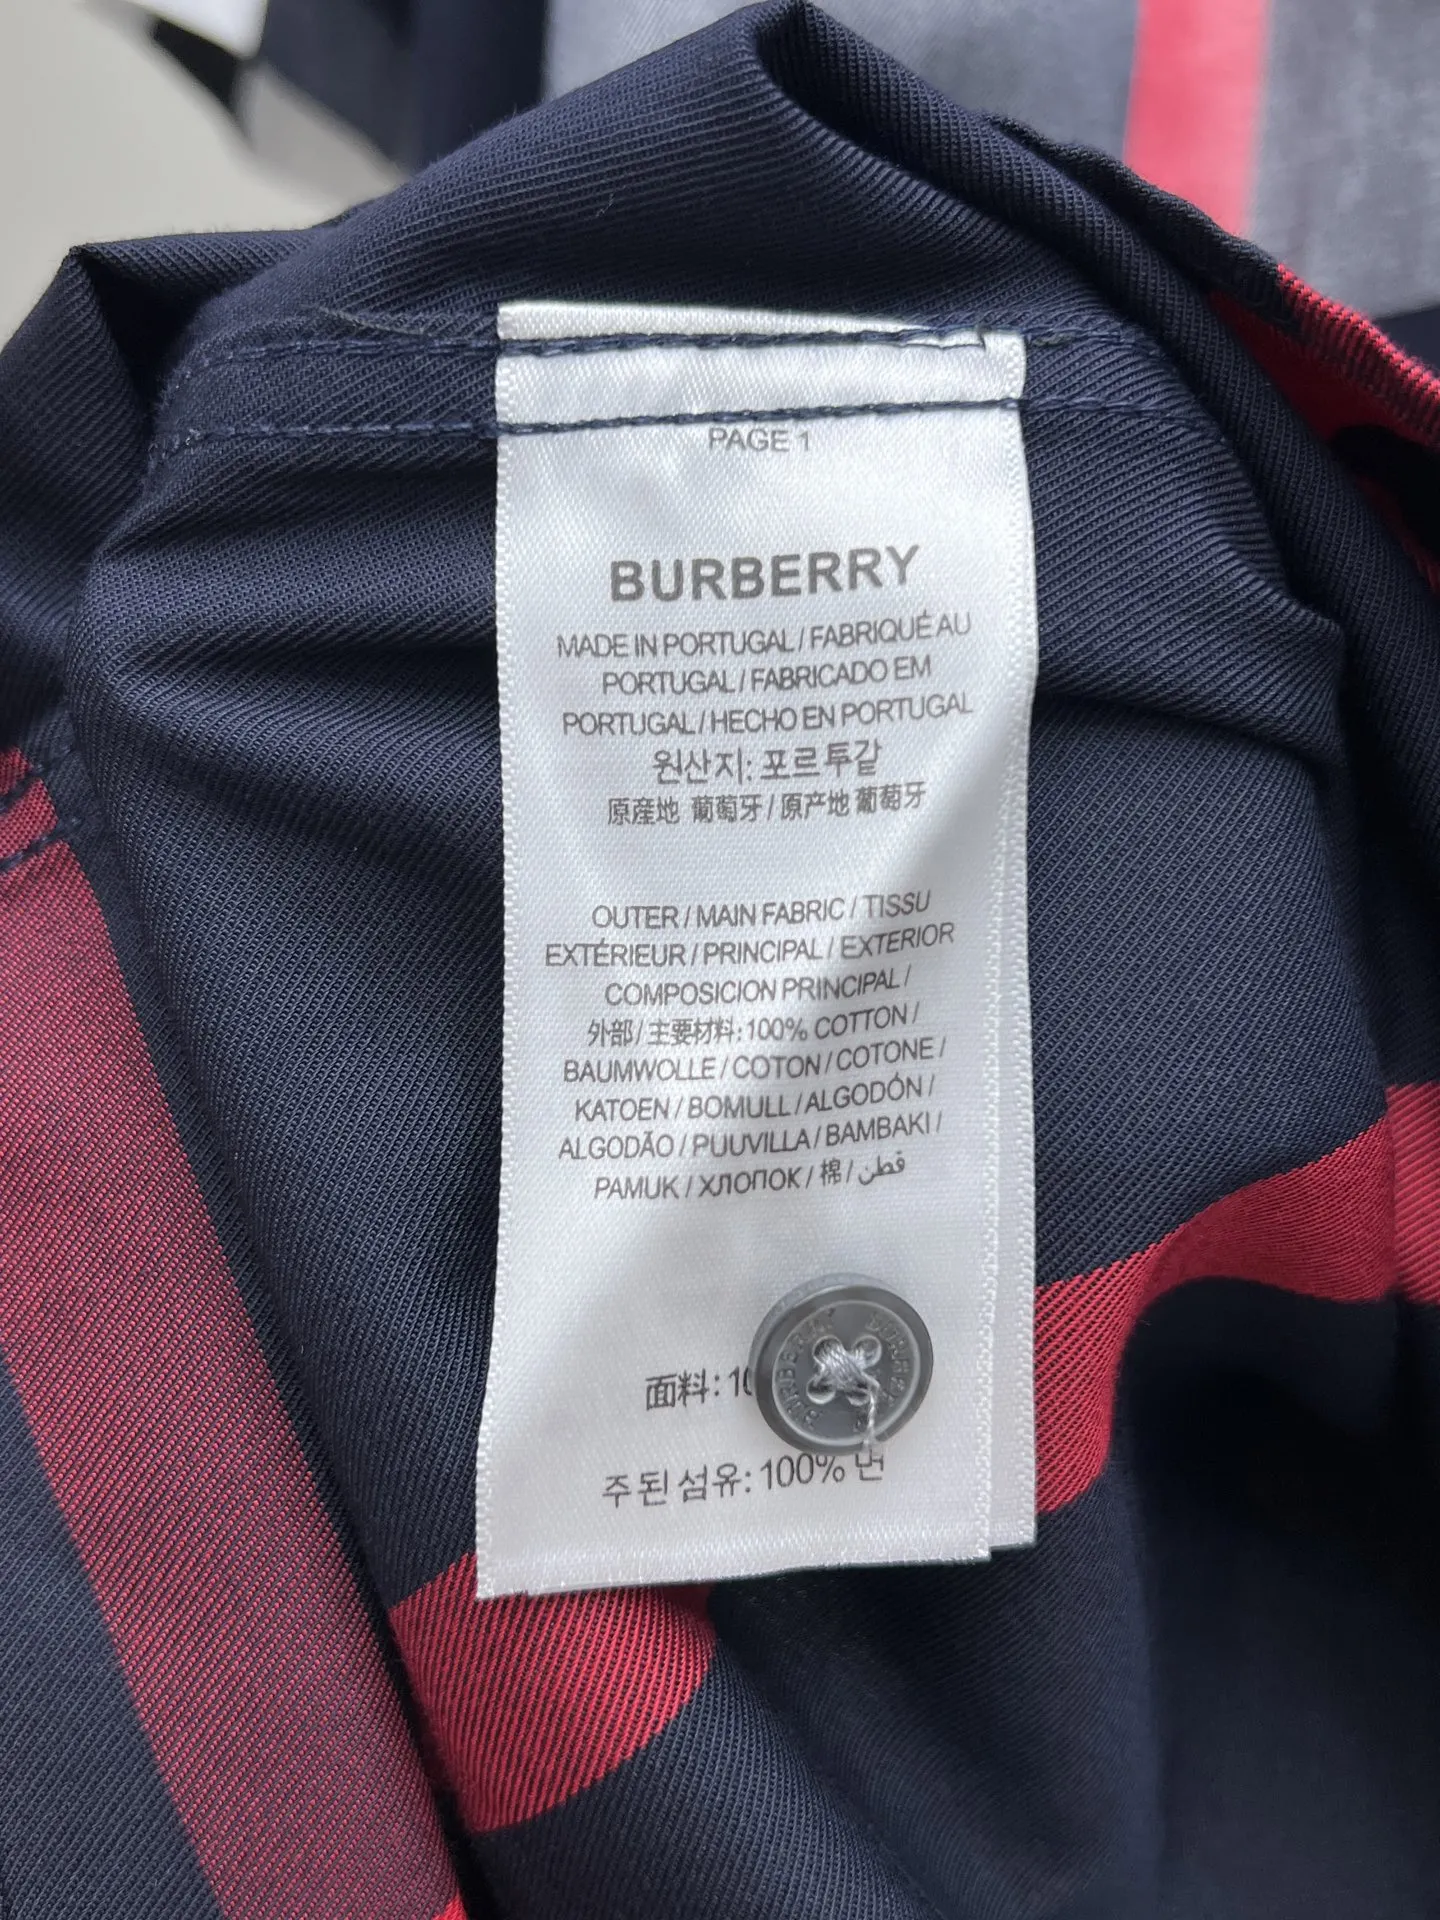 PAGE 1
BURBERRY
MADE IN PORTUGAL / FABRIQUÉ AU
PORTUGAL / FABRICADO EM
PORTUGAL / HECHO EN PORTUGAL
원산지: 포르투갈
原産地 葡萄牙 / 原产地 葡萄牙
OUTER / MAIN FABRIC / TISSU
EXTÉRIEUR / PRINCIPAL / EXTERIOR
COMPOSICION PRINCIPAL /
外部 / 主要材料: 100% COTTON /
BAUMWOLLE / COTON / COTONE /
KATOEN / BOMULL / ALGODÓN /
ALGODÃO / PUUVILLA / BAMBAKI /
PAMUK / ХЛОПОК / 棉 / قطن
面料: 10
BURBERRY BURBERRY
주된 섬유: 100% 면